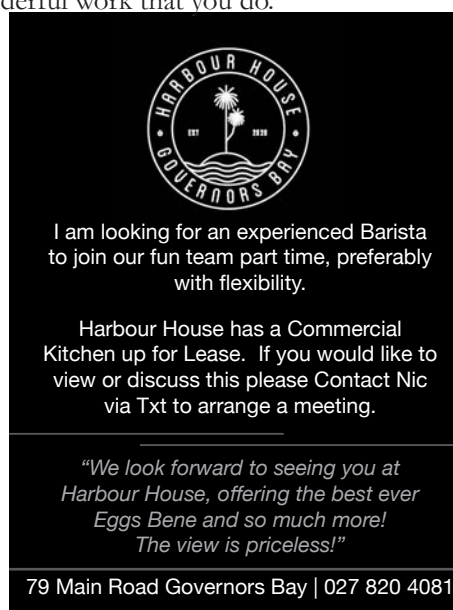 derful work that you do.
HARBOUR HOUSE
EST 2020
GOVERNORS BAY
I am looking for an experienced Barista
to join our fun team part time, preferably
with flexibility.
Harbour House has a Commercial
Kitchen up for Lease.  If you would like to
view or discuss this please Contact Nic
via Txt to arrange a meeting.
“We look forward to seeing you at
Harbour House, offering the best ever
Eggs Bene and so much more!
The view is priceless!”
79 Main Road Governors Bay | 027 820 4081